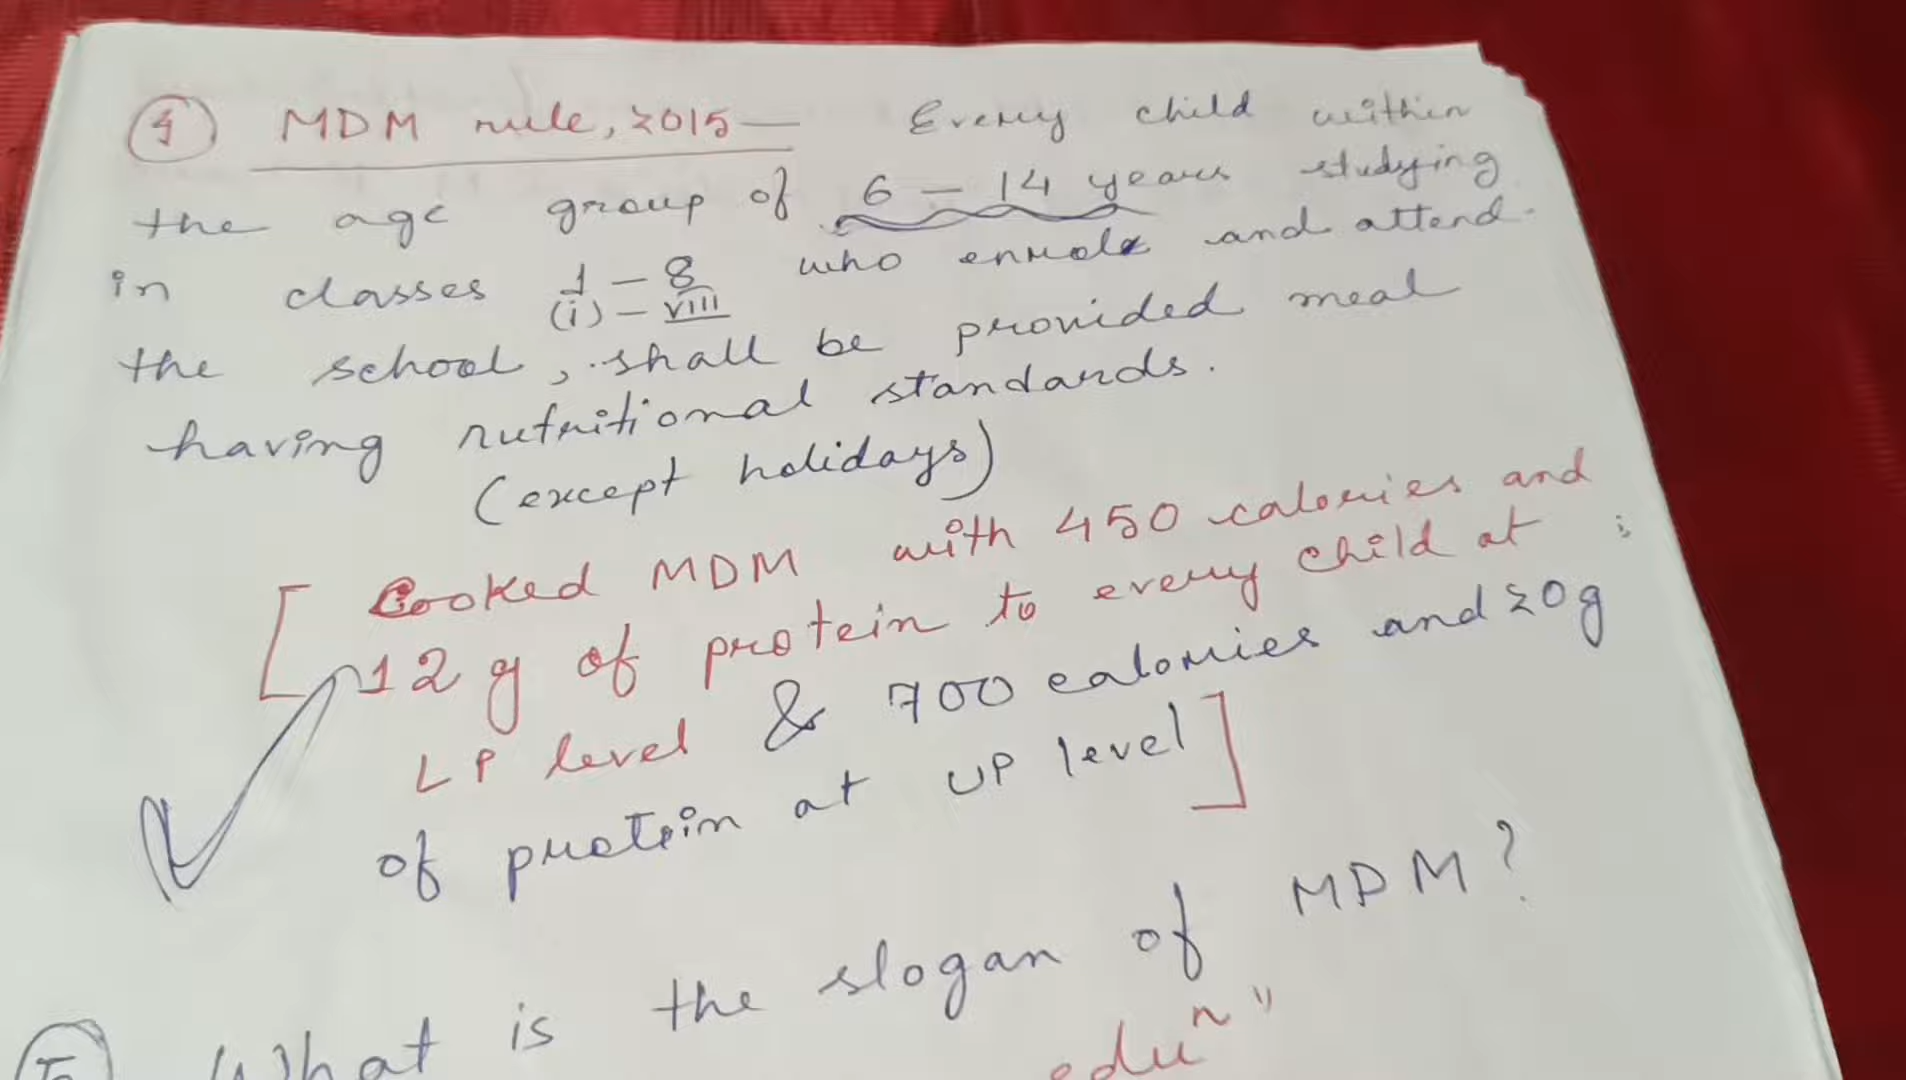 4 MDM rule, 2015 — Every child within
the age group of 6 – 14 years studying
in classes 1 – 8 who enrols and attend
(i) – VIII
the school, shall be provided meal
having nutritional standards.
(except holidays)
[ Cooked MDM with 450 calories and
12 g of protein to every child at
LP level & 700 calories and 20g
of protein at UP level]
What is the slogan of MDM?
eduⁿ"